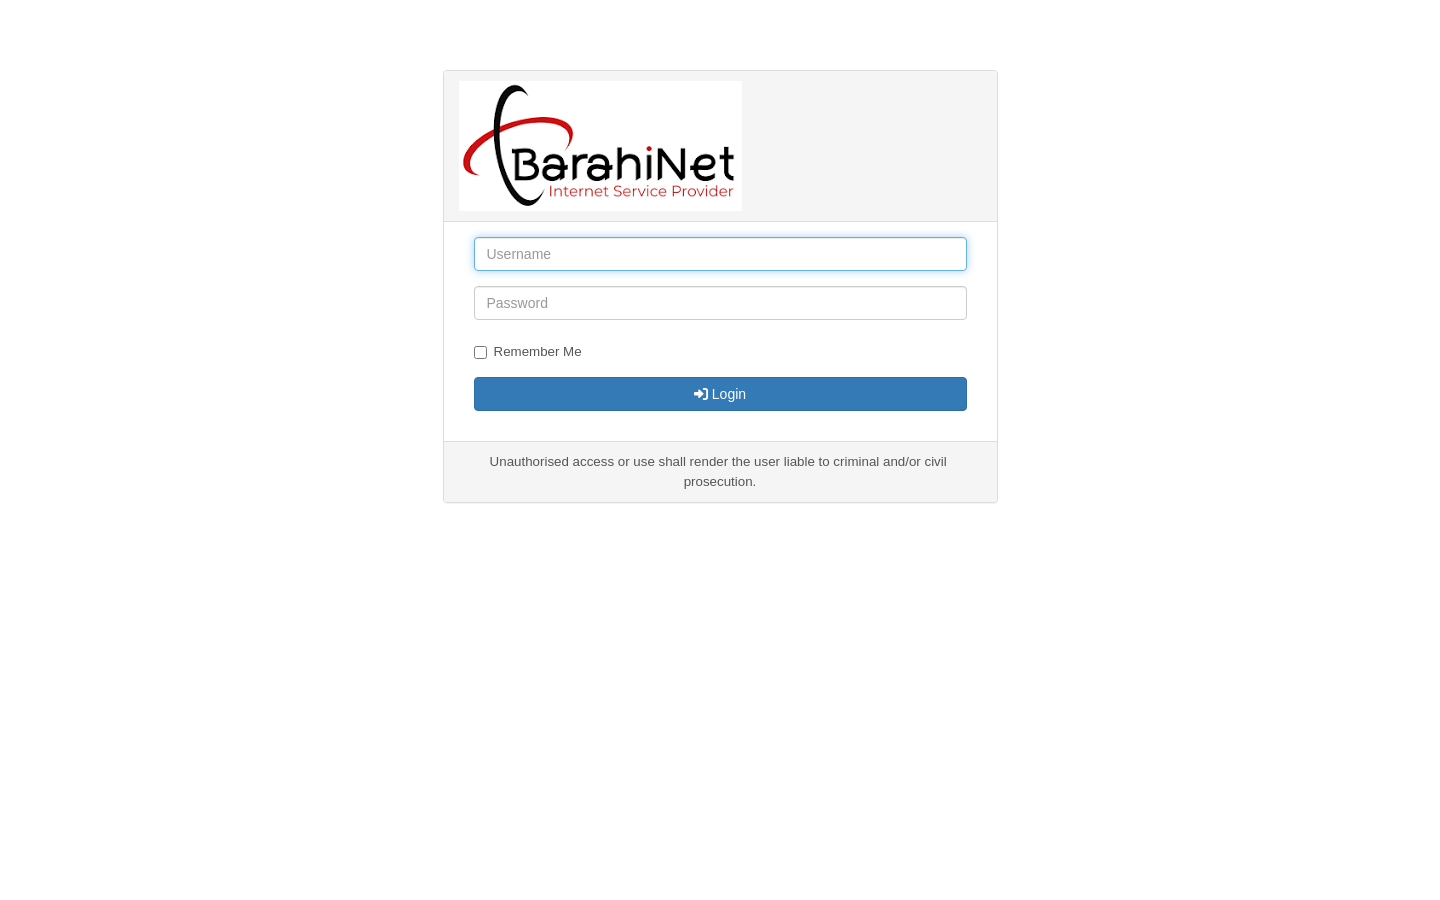 BarahiNet
Internet Service Provider
Username
Password
Remember Me
Login
Unauthorised access or use shall render the user liable to criminal and/or civil
prosecution.